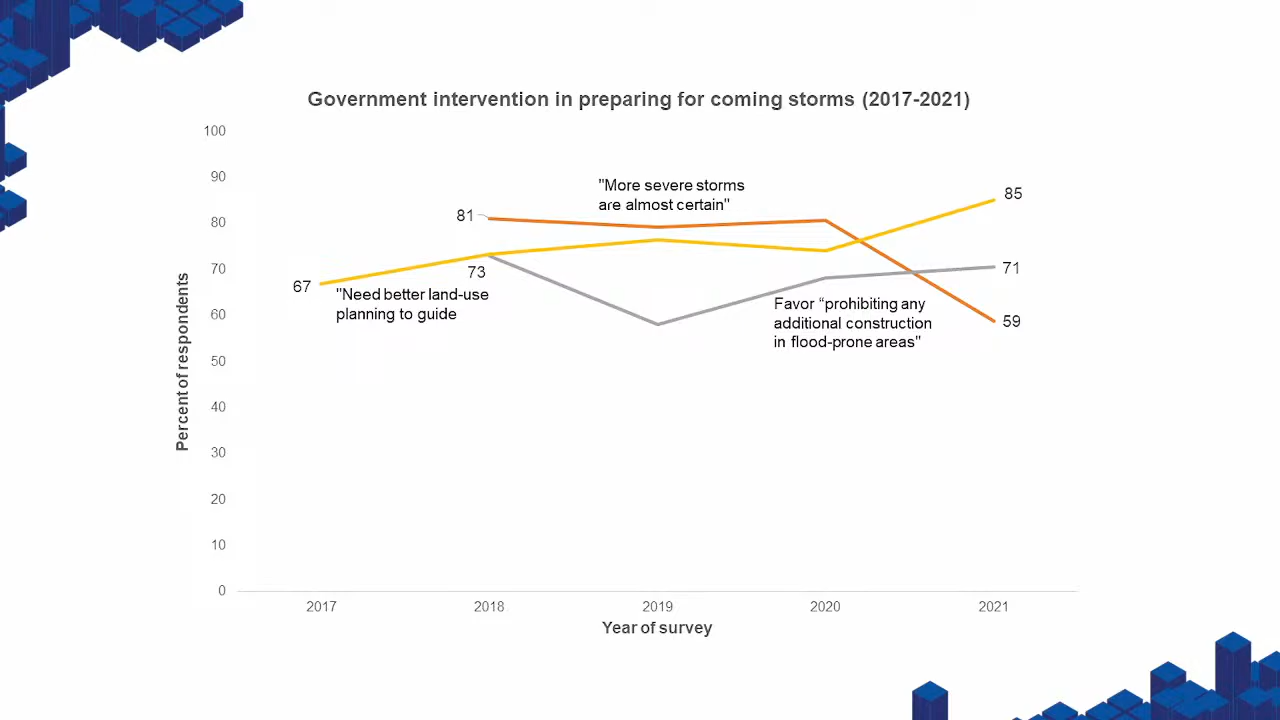 Government intervention in preparing for coming storms (2017-2021)
100
90
80
70
60
50
40
30
20
10
0
Percent of respondents
"More severe storms
are almost certain"
81
85
67
73
"Need better land-use
planning to guide
71
Favor “prohibiting any
additional construction
in flood-prone areas"
59
2017
2018
2019
2020
2021
Year of survey